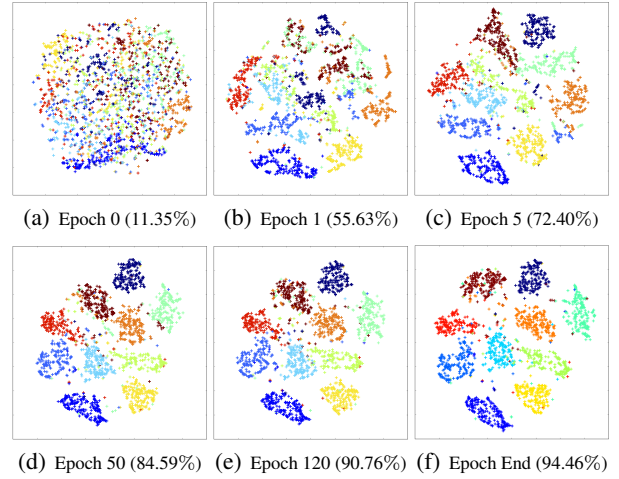 (a) Epoch 0 (11.35%) (b) Epoch 1 (55.63%) (c) Epoch 5 (72.40%)
(d) Epoch 50 (84.59%) (e) Epoch 120 (90.76%) (f) Epoch End (94.46%)